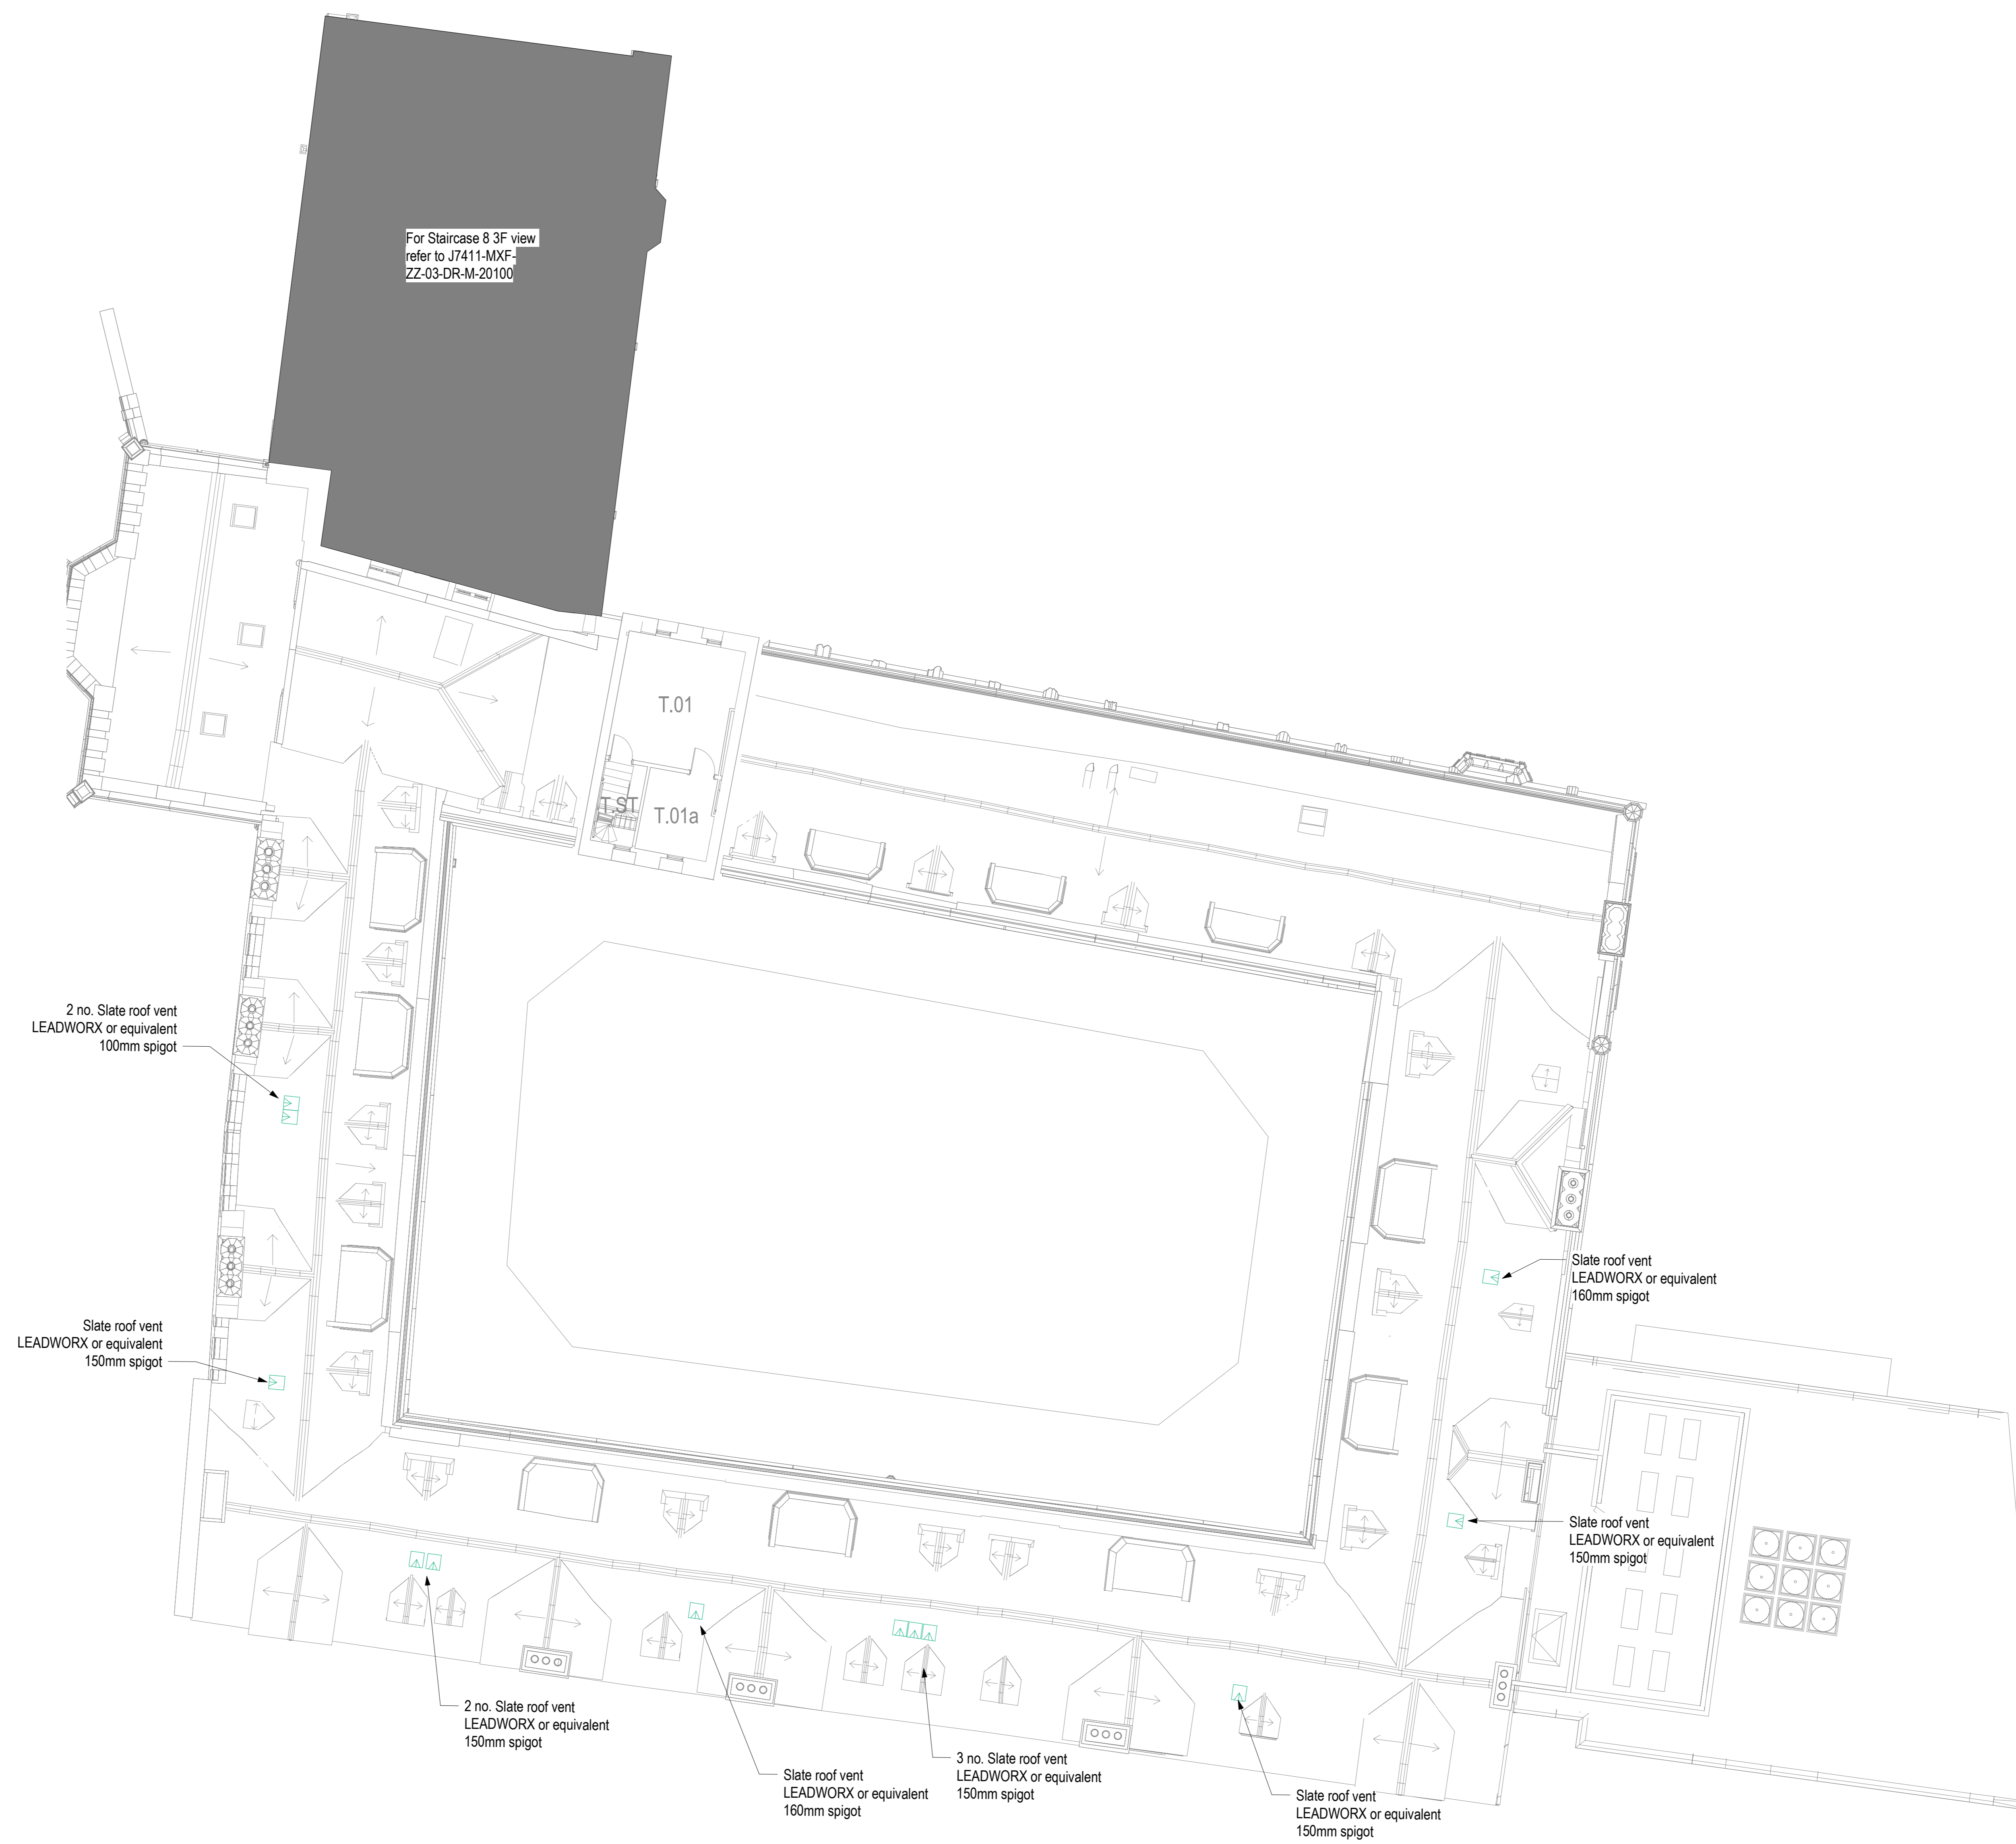 For Staircase 8 3F view
refer to J7411-MXF-
ZZ-03-DR-M-20100
T.01
T.ST
T.01a
2 no. Slate roof vent
LEADWORX or equivalent
100mm spigot
Slate roof vent
LEADWORX or equivalent
160mm spigot
Slate roof vent
LEADWORX or equivalent
150mm spigot
Slate roof vent
LEADWORX or equivalent
150mm spigot
2 no. Slate roof vent
LEADWORX or equivalent
150mm spigot
Slate roof vent
LEADWORX or equivalent
160mm spigot
3 no. Slate roof vent
LEADWORX or equivalent
150mm spigot
Slate roof vent
LEADWORX or equivalent
150mm spigot